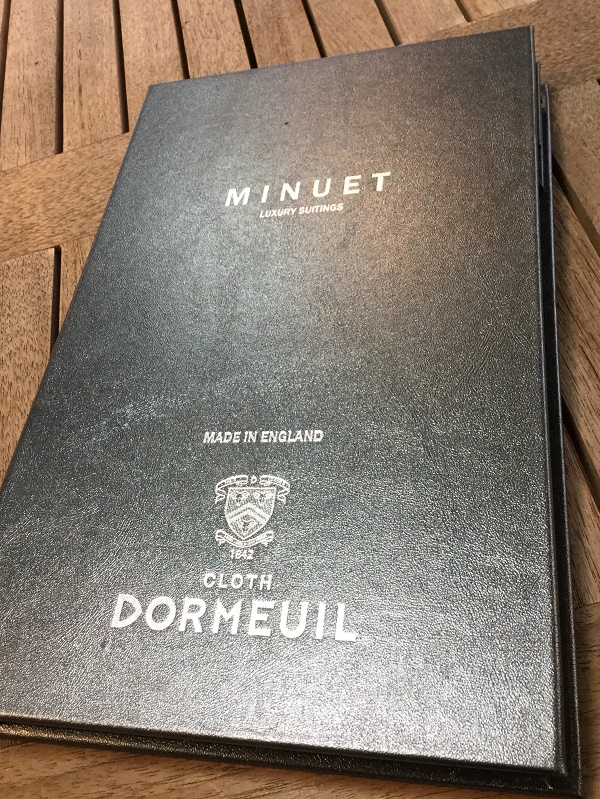 MINUET
LUXURY SUITINGS
MADE IN ENGLAND
1842
CLOTH
DORMEUIL